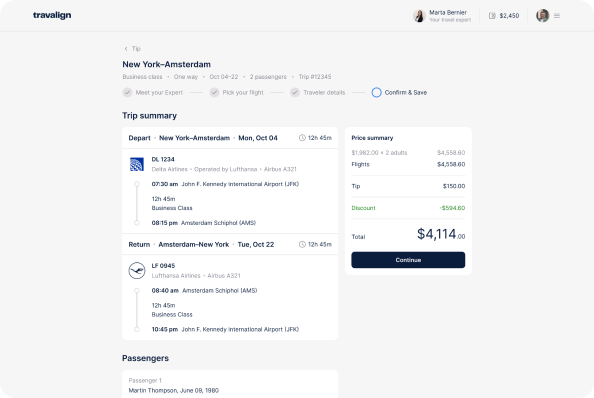 travalign
Marta Bernier
Your travel expert
$2,450
Tip
New York–Amsterdam
Business class • One way • Oct 04-22 • 2 passengers • Trip #12345
Meet your Expert
Pick your flight
Traveler details
Confirm & Save
Trip summary
Depart • New York–Amsterdam • Mon, Oct 04
12h 45m
DL 1234
Delta Airlines • Operated by Lufthansa • Airbus A321
07:30 am John F. Kennedy International Airport (JFK)
12h 45m
Business Class
08:15 pm Amsterdam Schiphol (AMS)
Return • Amsterdam–New York • Tue, Oct 22
12h 45m
LF 0945
Lufthansa Airlines • Airbus A321
08:40 am Amsterdam Schiphol (AMS)
12h 45m
Business Class
10:45 pm John F. Kennedy International Airport (JFK)
Price summary
$1,982.00 × 2 adults $4,558.60
Flights $4,558.60
Tip $150.00
Discount -$594.60
Total $4,114.00
Continue
Passengers
Passenger 1
Martin Thompson, June 09, 1980